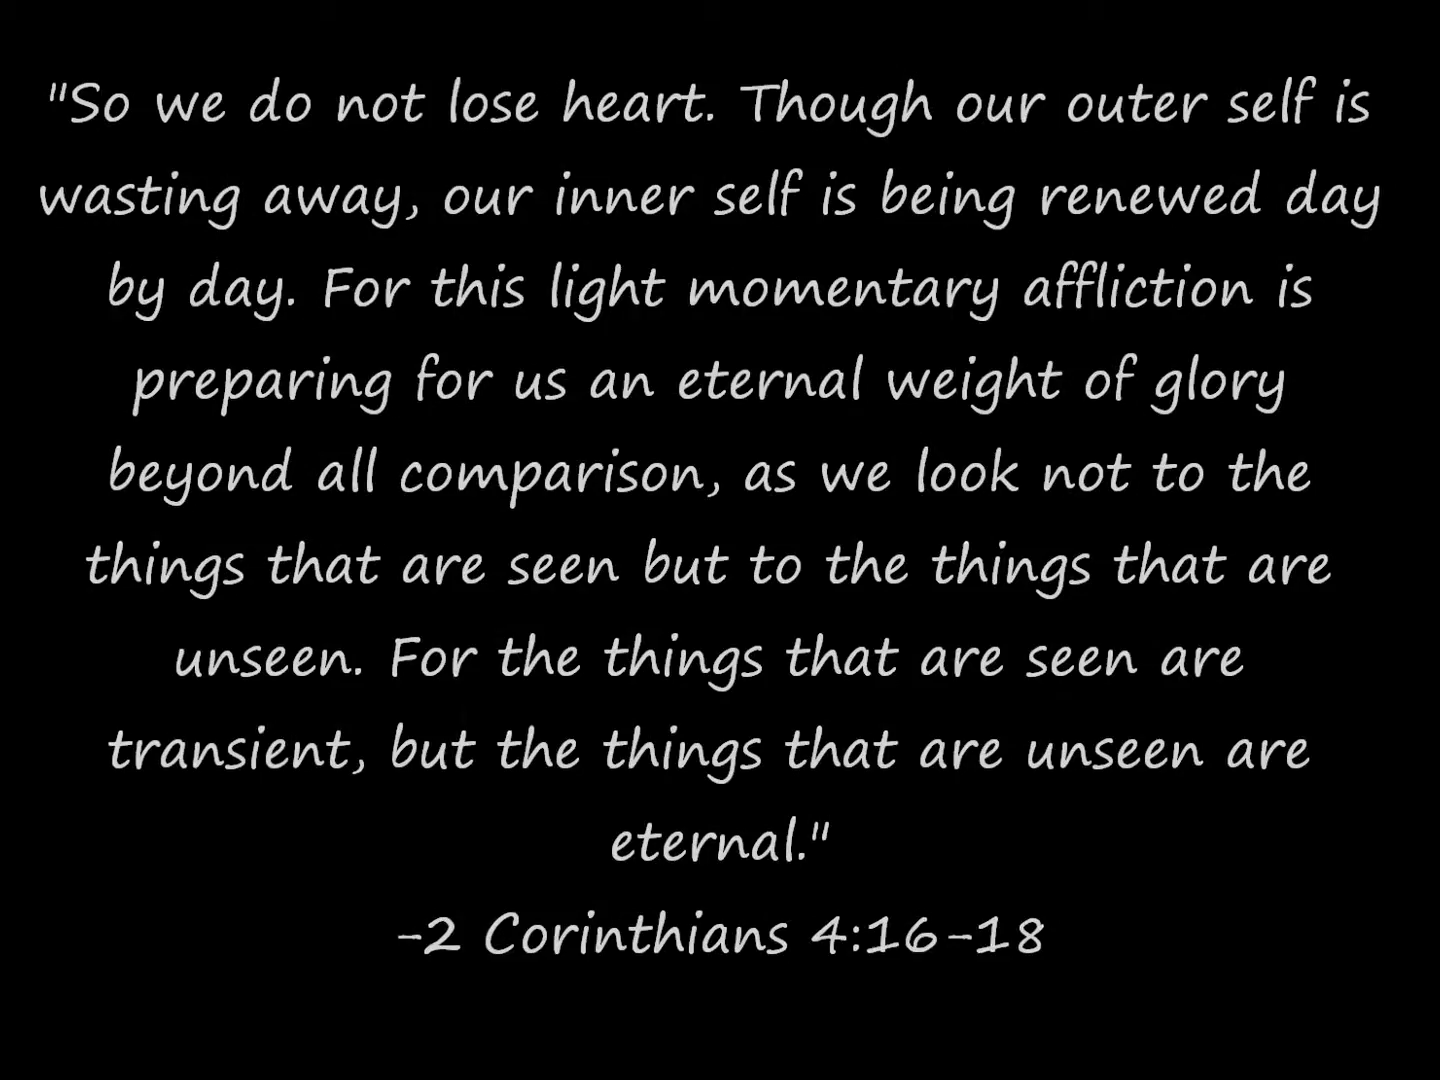 "So we do not lose heart. Though our outer self is
wasting away, our inner self is being renewed day
by day. For this light momentary affliction is
preparing for us an eternal weight of glory
beyond all comparison, as we look not to the
things that are seen but to the things that are
unseen. For the things that are seen are
transient, but the things that are unseen are
eternal."
-2 Corinthians 4:16-18